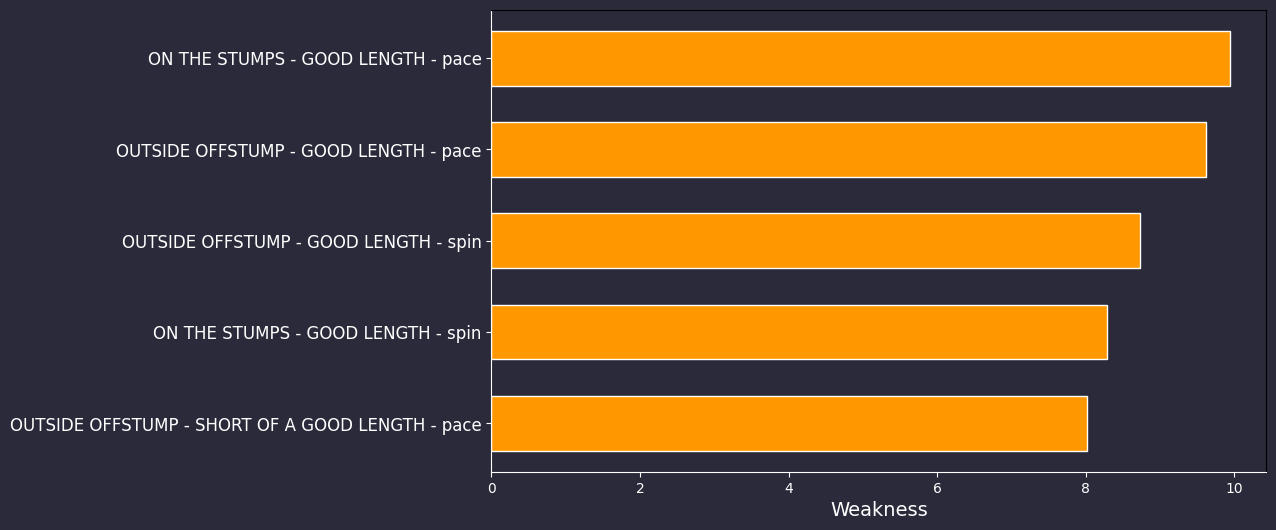 ON THE STUMPS - GOOD LENGTH - pace
OUTSIDE OFFSTUMP - GOOD LENGTH - pace
OUTSIDE OFFSTUMP - GOOD LENGTH - spin
ON THE STUMPS - GOOD LENGTH - spin
OUTSIDE OFFSTUMP - SHORT OF A GOOD LENGTH - pace
0 2 4 6 8 10
Weakness